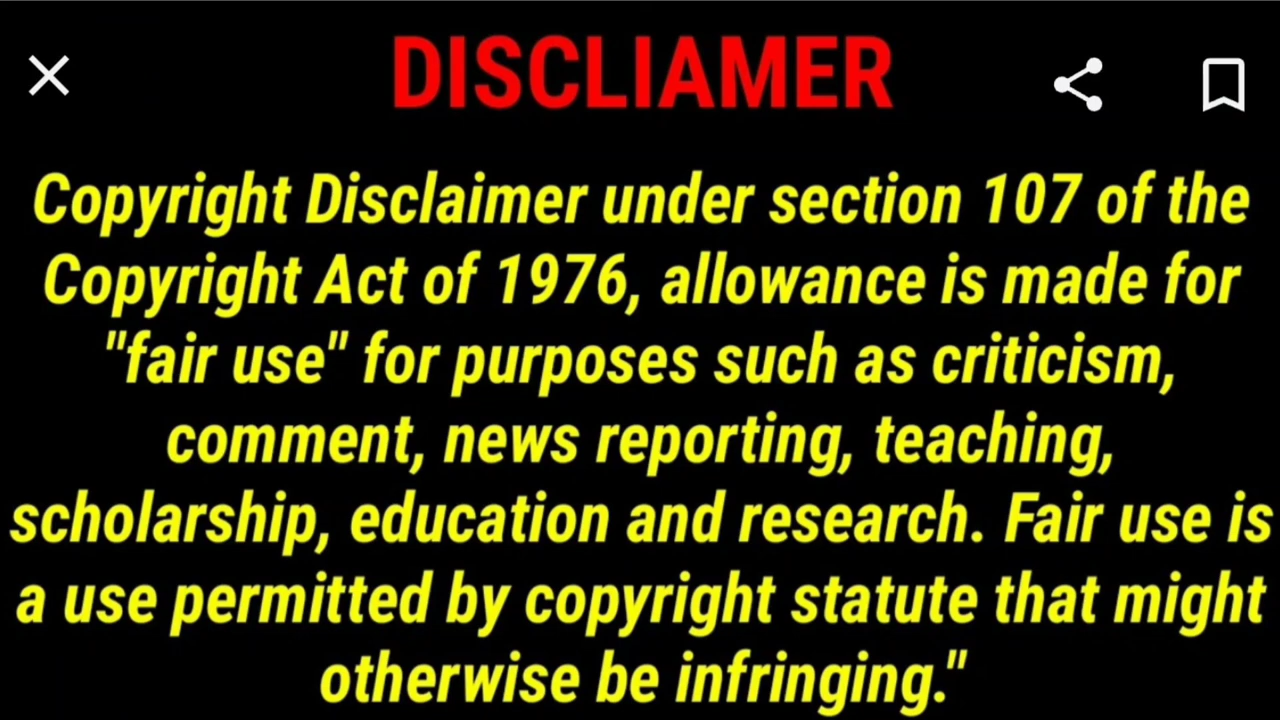 DISCLIAMER
Copyright Disclaimer under section 107 of the
Copyright Act of 1976, allowance is made for
"fair use" for purposes such as criticism,
comment, news reporting, teaching,
scholarship, education and research. Fair use is
a use permitted by copyright statute that might
otherwise be infringing."